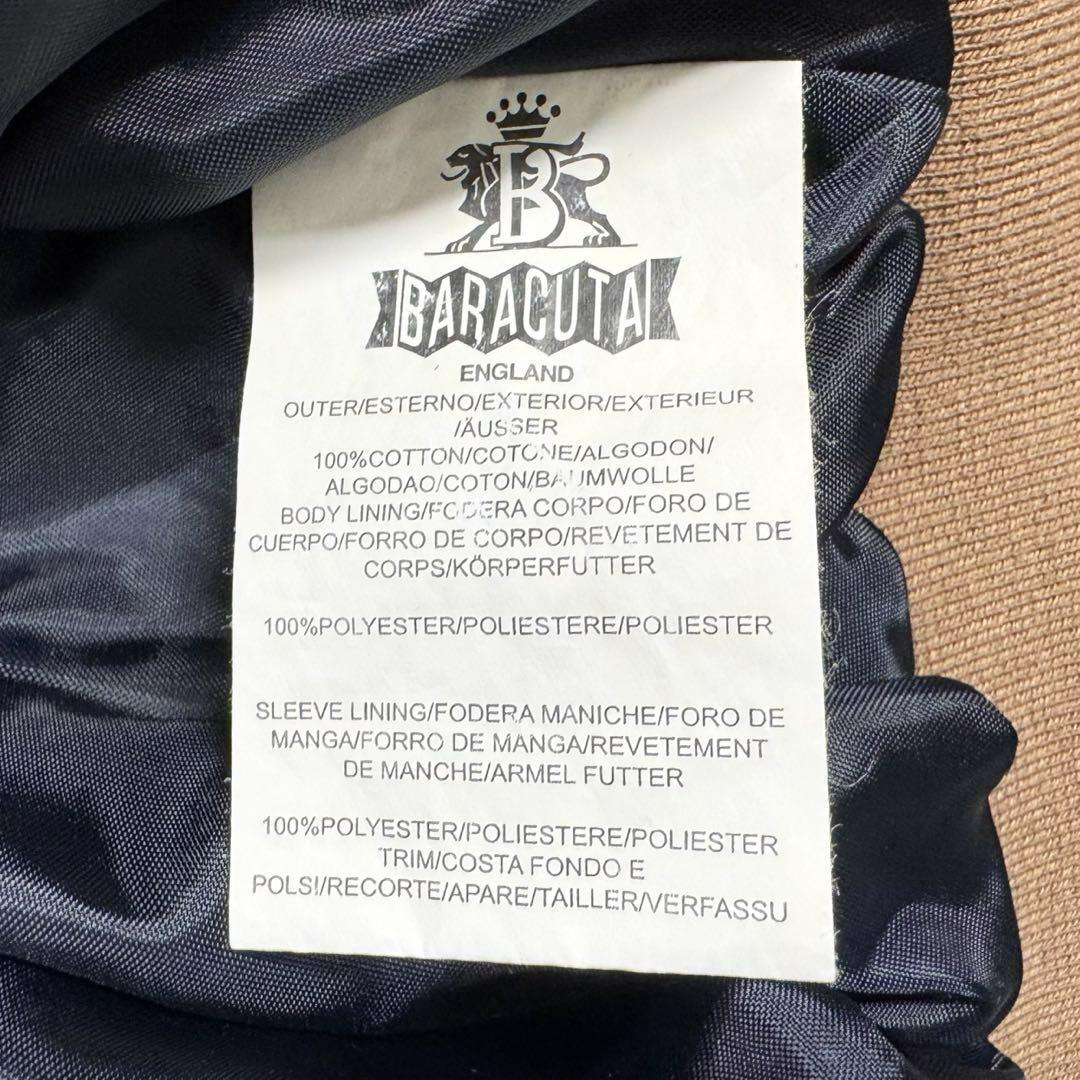 B
BARACUTA
ENGLAND
OUTER/ESTERNO/EXTERIOR/EXTERIEUR
/ÄUSSER
100%COTTON/COTONE/ALGODON/
ALGODAO/COTON/BAUMWOLLE
BODY LINING/FODERA CORPO/FORO DE
CUERPO/FORRO DE CORPO/REVETEMENT DE
CORPS/KÖRPERFUTTER
100%POLYESTER/POLIESTERE/POLIESTER
SLEEVE LINING/FODERA MANICHE/FORO DE
MANGA/FORRO DE MANGA/REVETEMENT
DE MANCHE/ARMEL FUTTER
100%POLYESTER/POLIESTERE/POLIESTER
TRIM/COSTA FONDO E
POLSI/RECORTE/APARE/TAILLER/VERFASSU